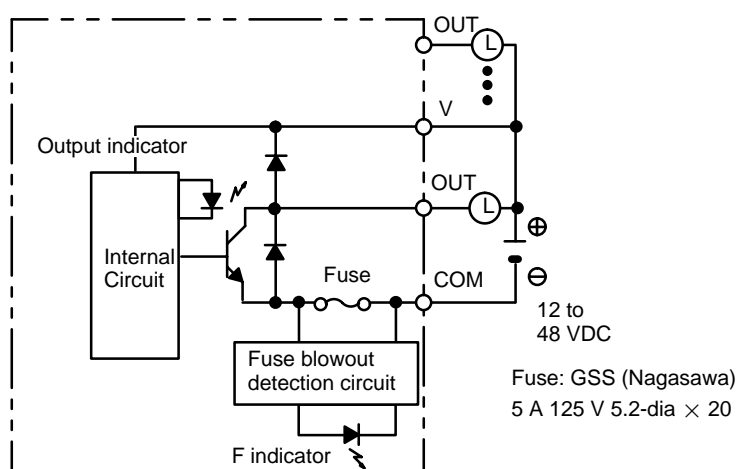 OUT
L
V
Output indicator
OUT
L
Internal
Circuit
Fuse
COM
12 to
48 VDC
Fuse blowout
detection circuit
Fuse: GSS (Nagasawa)
5 A 125 V 5.2-dia × 20
F indicator